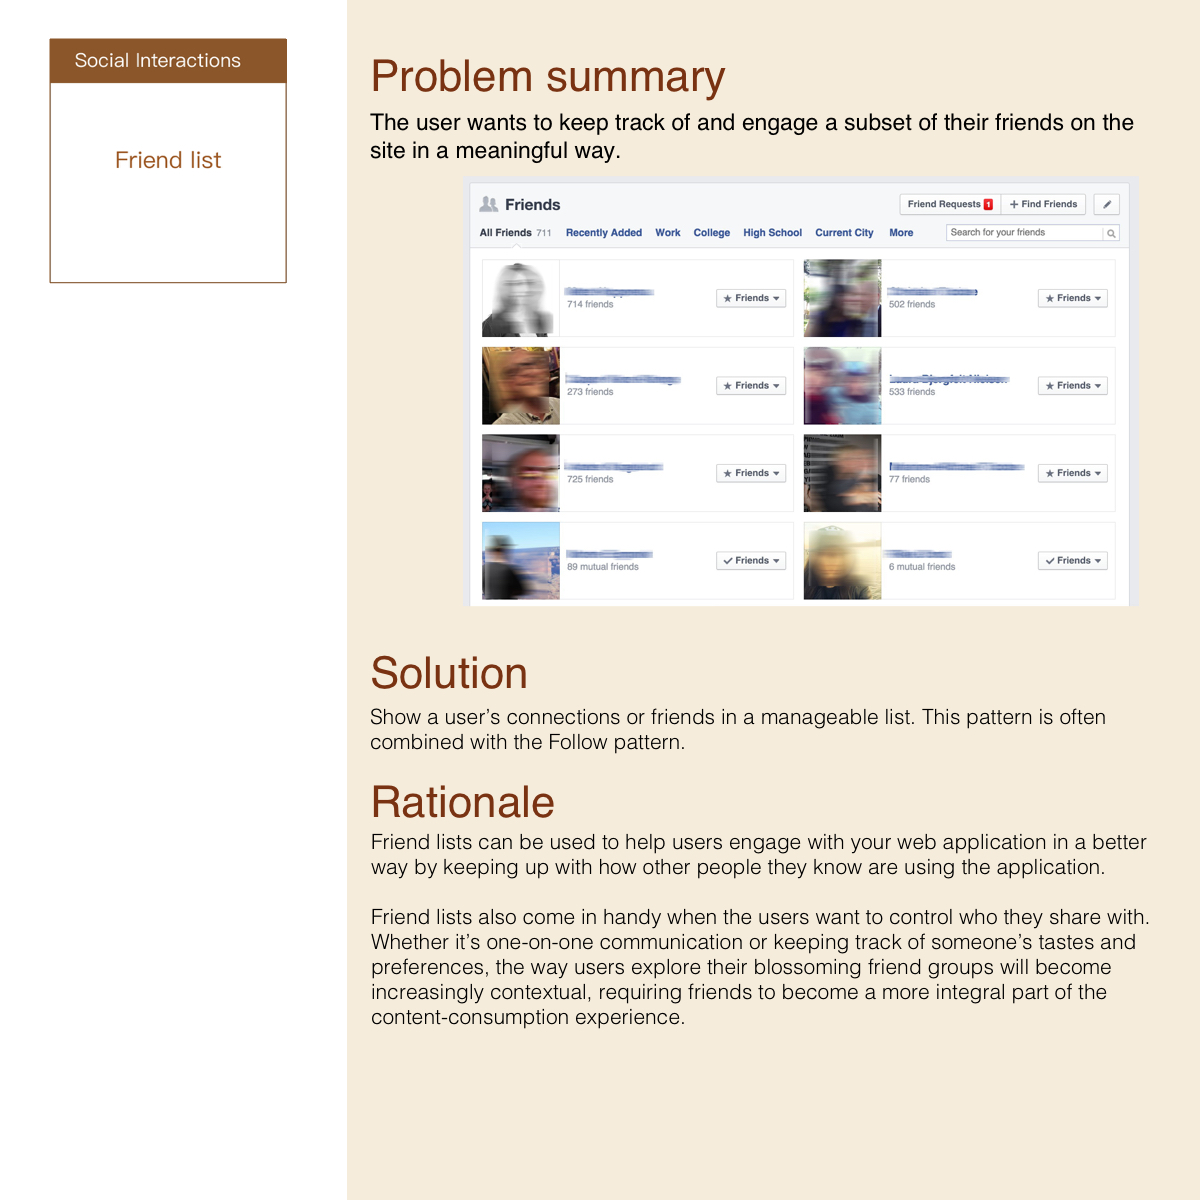 Social Interactions
Friend list
Problem summary
The user wants to keep track of and engage a subset of their friends on the
site in a meaningful way.
Friends
Friend Requests 1
Find Friends
All Friends 711 Recently Added Work College High School Current City More
Search for your friends
714 friends
Friends
502 friends
Friends
273 friends
Friends
533 friends
Friends
725 friends
Friends
77 friends
Friends
89 mutual friends
Friends
6 mutual friends
Friends
Solution
Show a user’s connections or friends in a manageable list. This pattern is often
combined with the Follow pattern.
Rationale
Friend lists can be used to help users engage with your web application in a better
way by keeping up with how other people they know are using the application.
Friend lists also come in handy when the users want to control who they share with.
Whether it’s one-on-one communication or keeping track of someone’s tastes and
preferences, the way users explore their blossoming friend groups will become
increasingly contextual, requiring friends to become a more integral part of the
content-consumption experience.